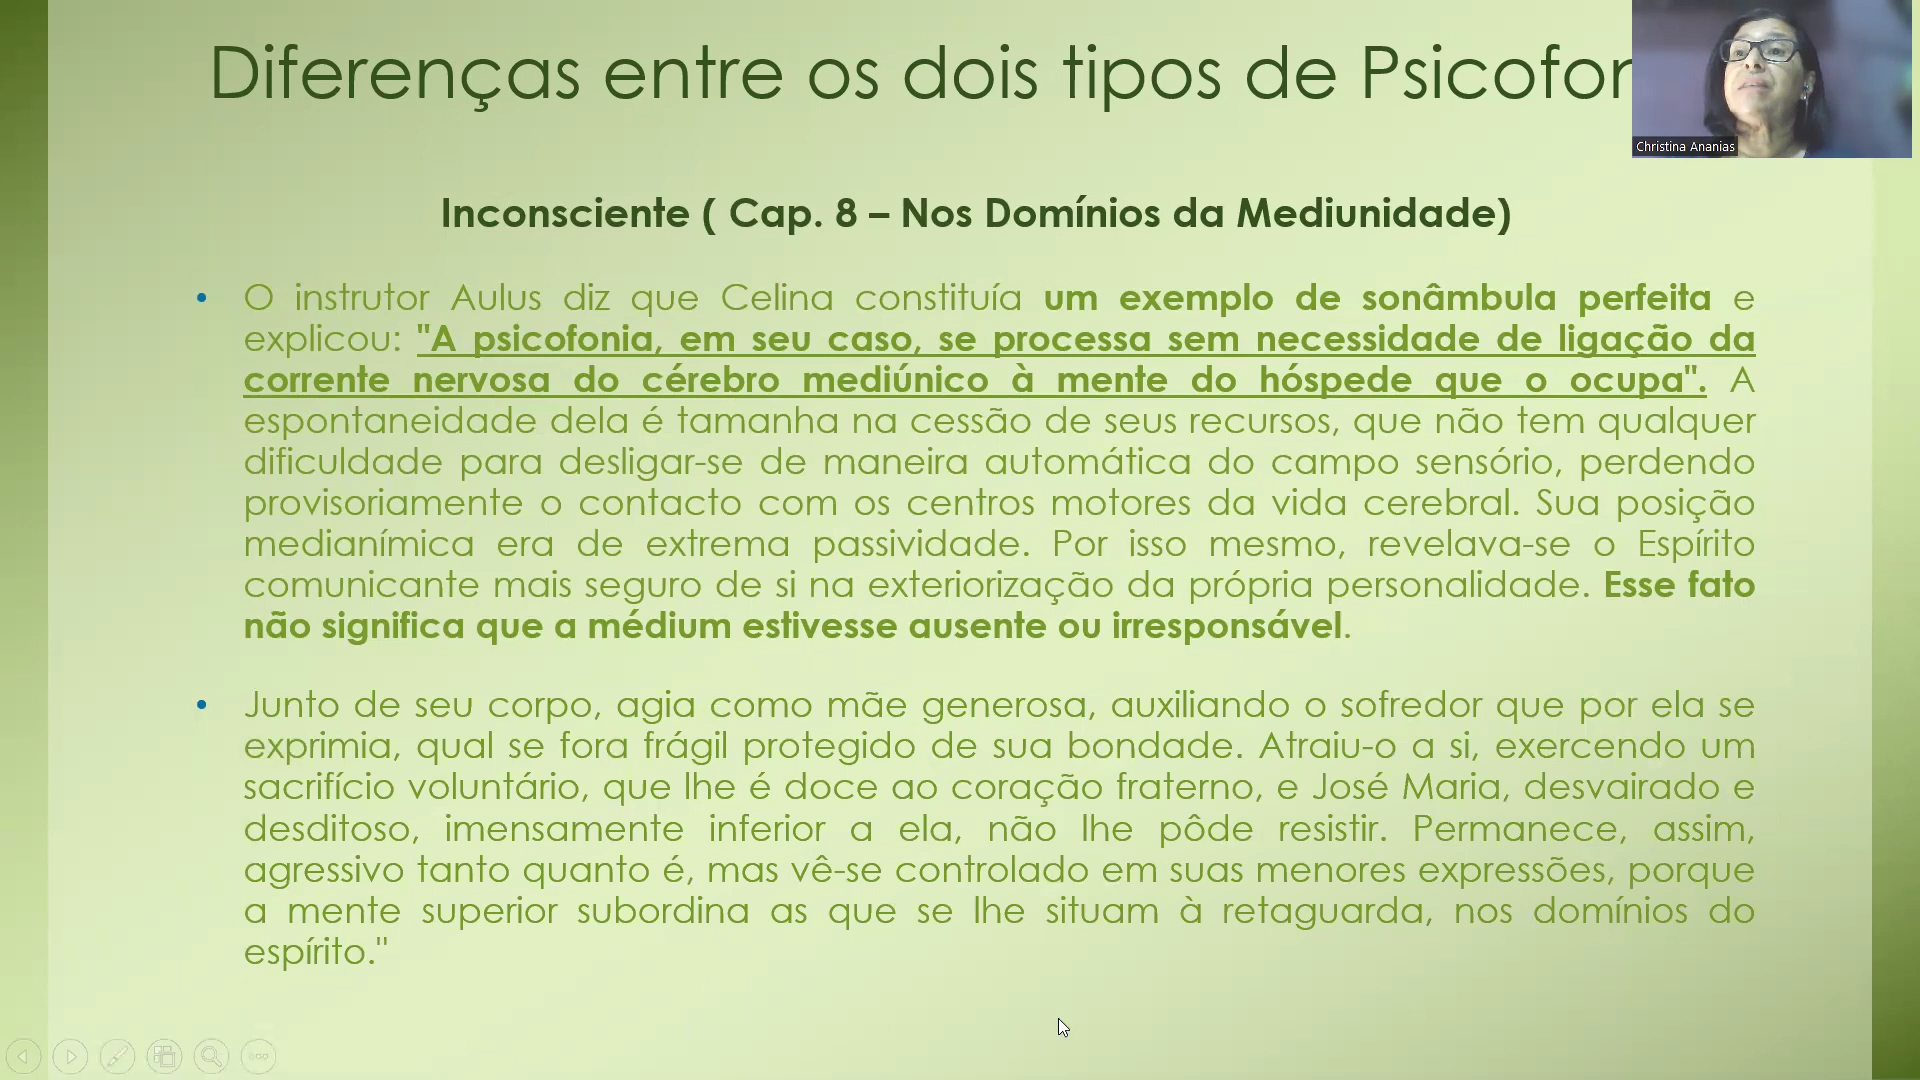 Diferenças entre os dois tipos de Psicofon
Christina Ananias
Inconsciente ( Cap. 8 – Nos Domínios da Mediunidade)
• O instrutor Aulus diz que Celina constituía um exemplo de sonâmbula perfeita e
explicou: "A psicofonia, em seu caso, se processa sem necessidade de ligação da
corrente nervosa do cérebro mediúnico à mente do hóspede que o ocupa". A
espontaneidade dela é tamanha na cessão de seus recursos, que não tem qualquer
dificuldade para desligar-se de maneira automática do campo sensório, perdendo
provisoriamente o contacto com os centros motores da vida cerebral. Sua posição
medianímica era de extrema passividade. Por isso mesmo, revelava-se o Espírito
comunicante mais seguro de si na exteriorização da própria personalidade. Esse fato
não significa que a médium estivesse ausente ou irresponsável.
• Junto de seu corpo, agia como mãe generosa, auxiliando o sofredor que por ela se
exprimia, qual se fora frágil protegido de sua bondade. Atraiu-o a si, exercendo um
sacrifício voluntário, que lhe é doce ao coração fraterno, e José Maria, desvairado e
desditoso, imensamente inferior a ela, não lhe pôde resistir. Permanece, assim,
agressivo tanto quanto é, mas vê-se controlado em suas menores expressões, porque
a mente superior subordina as que se lhe situam à retaguarda, nos domínios do
espírito."